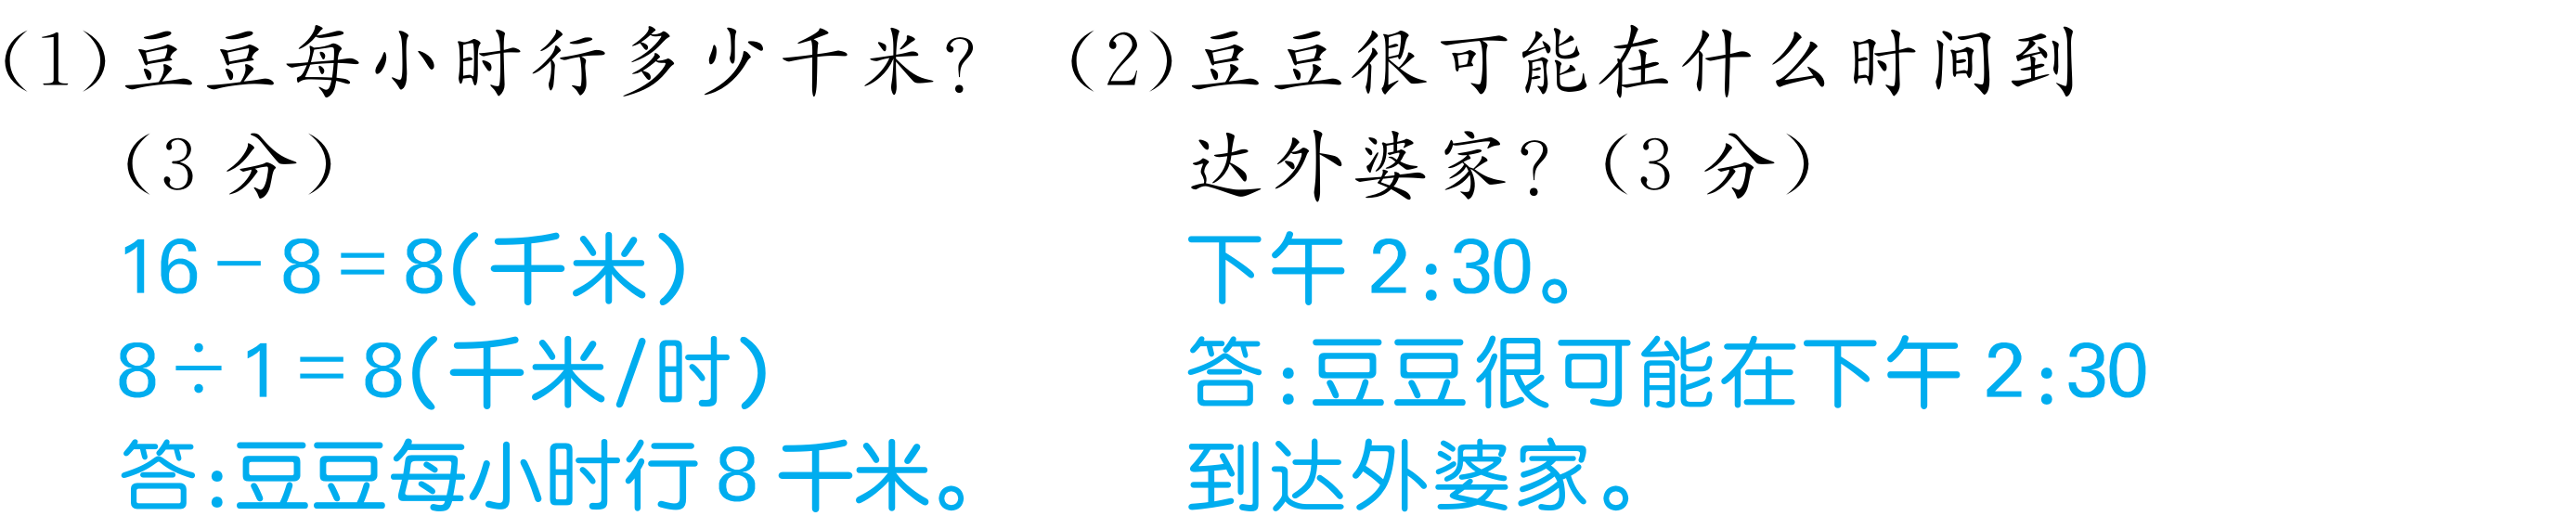 (1)豆豆每小时行多少千米?
(3 分)
16－8＝8(千米)
8÷1＝8(千米/时)
答:豆豆每小时行 8 千米。
(2)豆豆很可能在什么时间到
达外婆家?(3 分)
下午 2:30。
答:豆豆很可能在下午 2:30
到达外婆家。